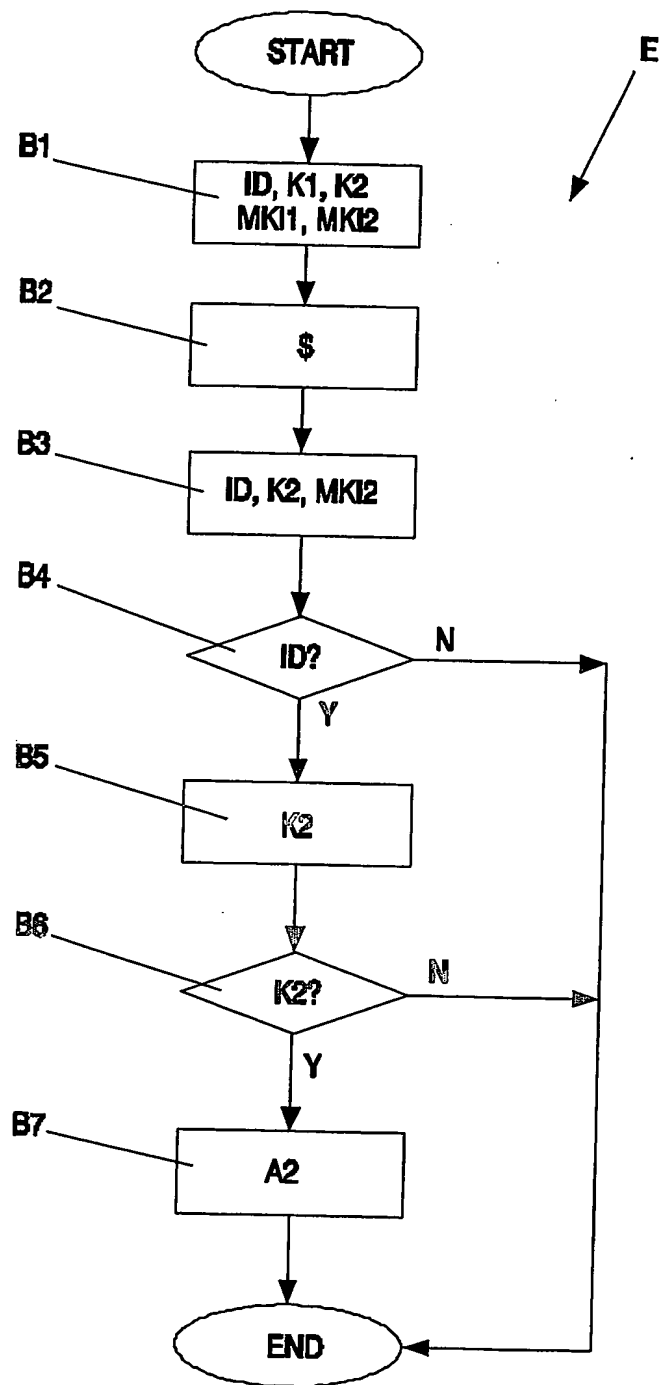 START
E
B1
ID, K1, K2
MKI1, MKI2
B2
$
B3
ID, K2, MKI2
B4
ID?
N
Y
B5
K2
B6
K2?
N
Y
B7
A2
END